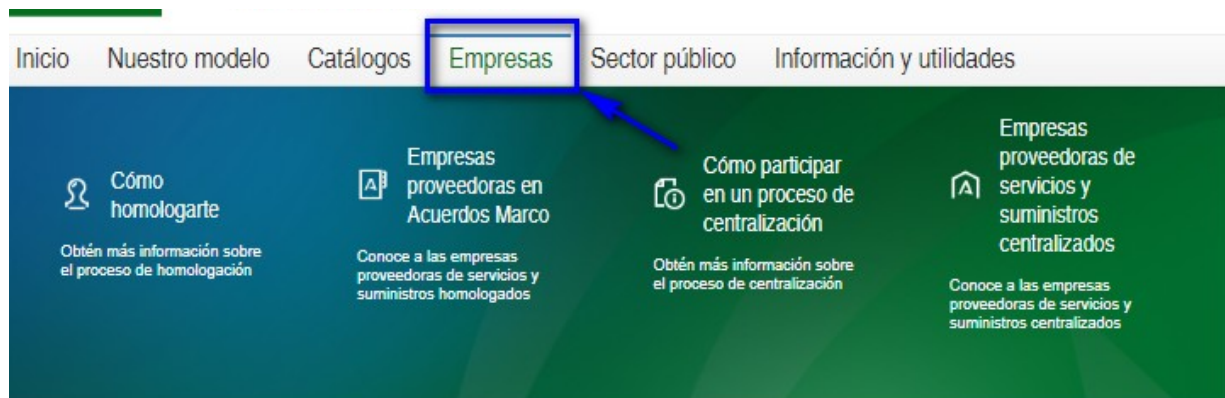 Inicio Nuestro modelo Catálogos Empresas Sector público Información y utilidades
Cómo
homologarte
Obtén más información sobre
el proceso de homologación
Empresas
proveedoras en
Acuerdos Marco
Conoce a las empresas
proveedoras de servicios y
suministros homologados
Cómo participar
en un proceso de
centralización
Obtén más información sobre
el proceso de centralización
Empresas
proveedoras de
servicios y
suministros
centralizados
Conoce a las empresas
proveedoras de servicios y
suministros centralizados